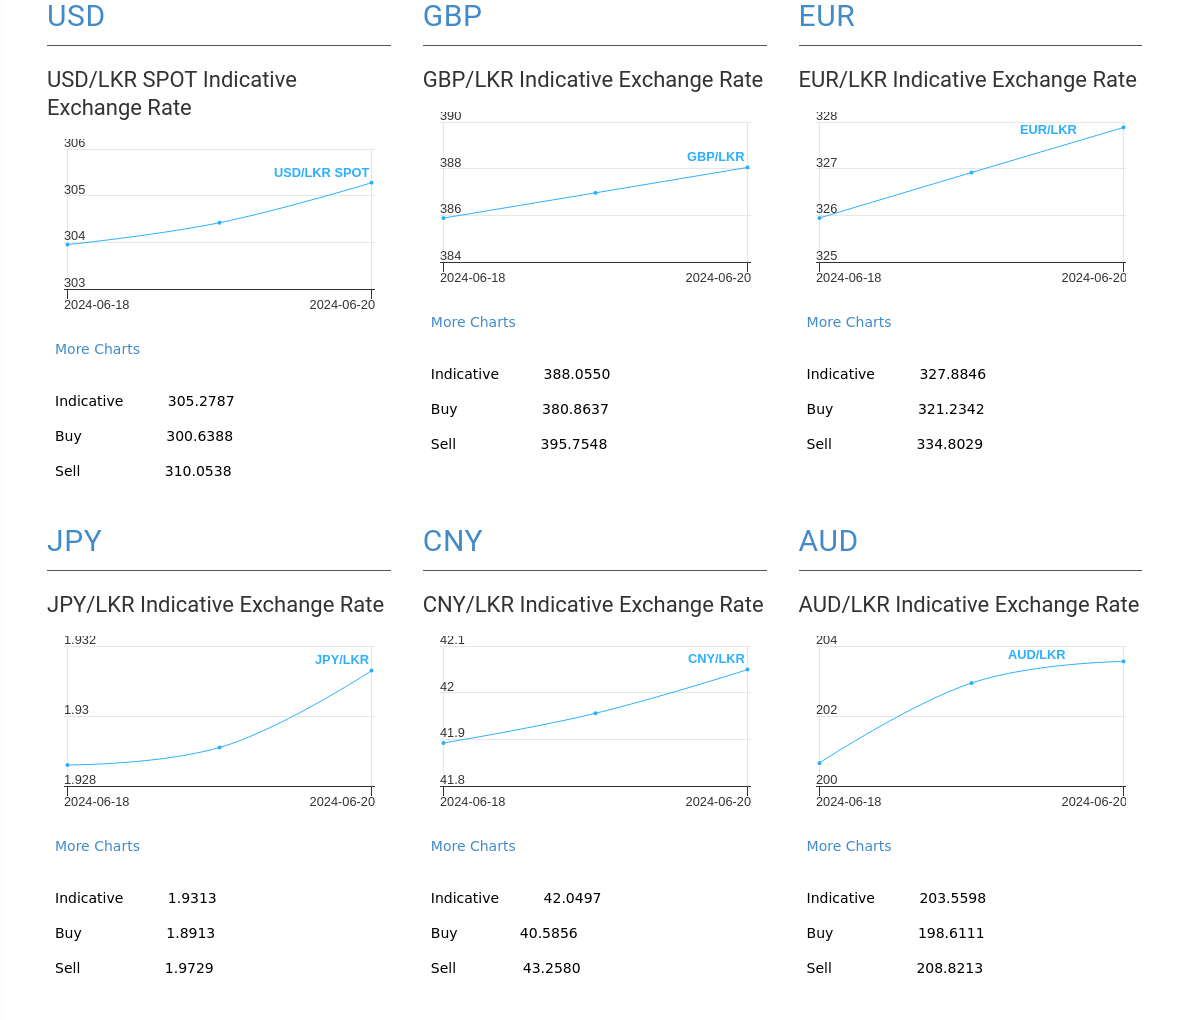 USD
USD/LKR SPOT Indicative
Exchange Rate
306
305
304
303
USD/LKR SPOT
2024-06-18
2024-06-20
More Charts
Indicative 305.2787
Buy 300.6388
Sell 310.0538
GBP
GBP/LKR Indicative Exchange Rate
390
388
386
384
GBP/LKR
2024-06-18
2024-06-20
More Charts
Indicative 388.0550
Buy 380.8637
Sell 395.7548
EUR
EUR/LKR Indicative Exchange Rate
328
327
326
325
EUR/LKR
2024-06-18
2024-06-20
More Charts
Indicative 327.8846
Buy 321.2342
Sell 334.8029
JPY
JPY/LKR Indicative Exchange Rate
1.932
1.93
1.928
JPY/LKR
2024-06-18
2024-06-20
More Charts
Indicative 1.9313
Buy 1.8913
Sell 1.9729
CNY
CNY/LKR Indicative Exchange Rate
42.1
42
41.9
41.8
CNY/LKR
2024-06-18
2024-06-20
More Charts
Indicative 42.0497
Buy 40.5856
Sell 43.2580
AUD
AUD/LKR Indicative Exchange Rate
204
202
200
AUD/LKR
2024-06-18
2024-06-20
More Charts
Indicative 203.5598
Buy 198.6111
Sell 208.8213